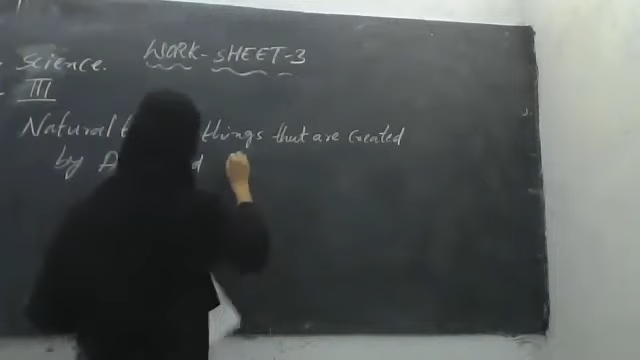 Science. WORK-SHEET-3
III
Natural things that are created
by